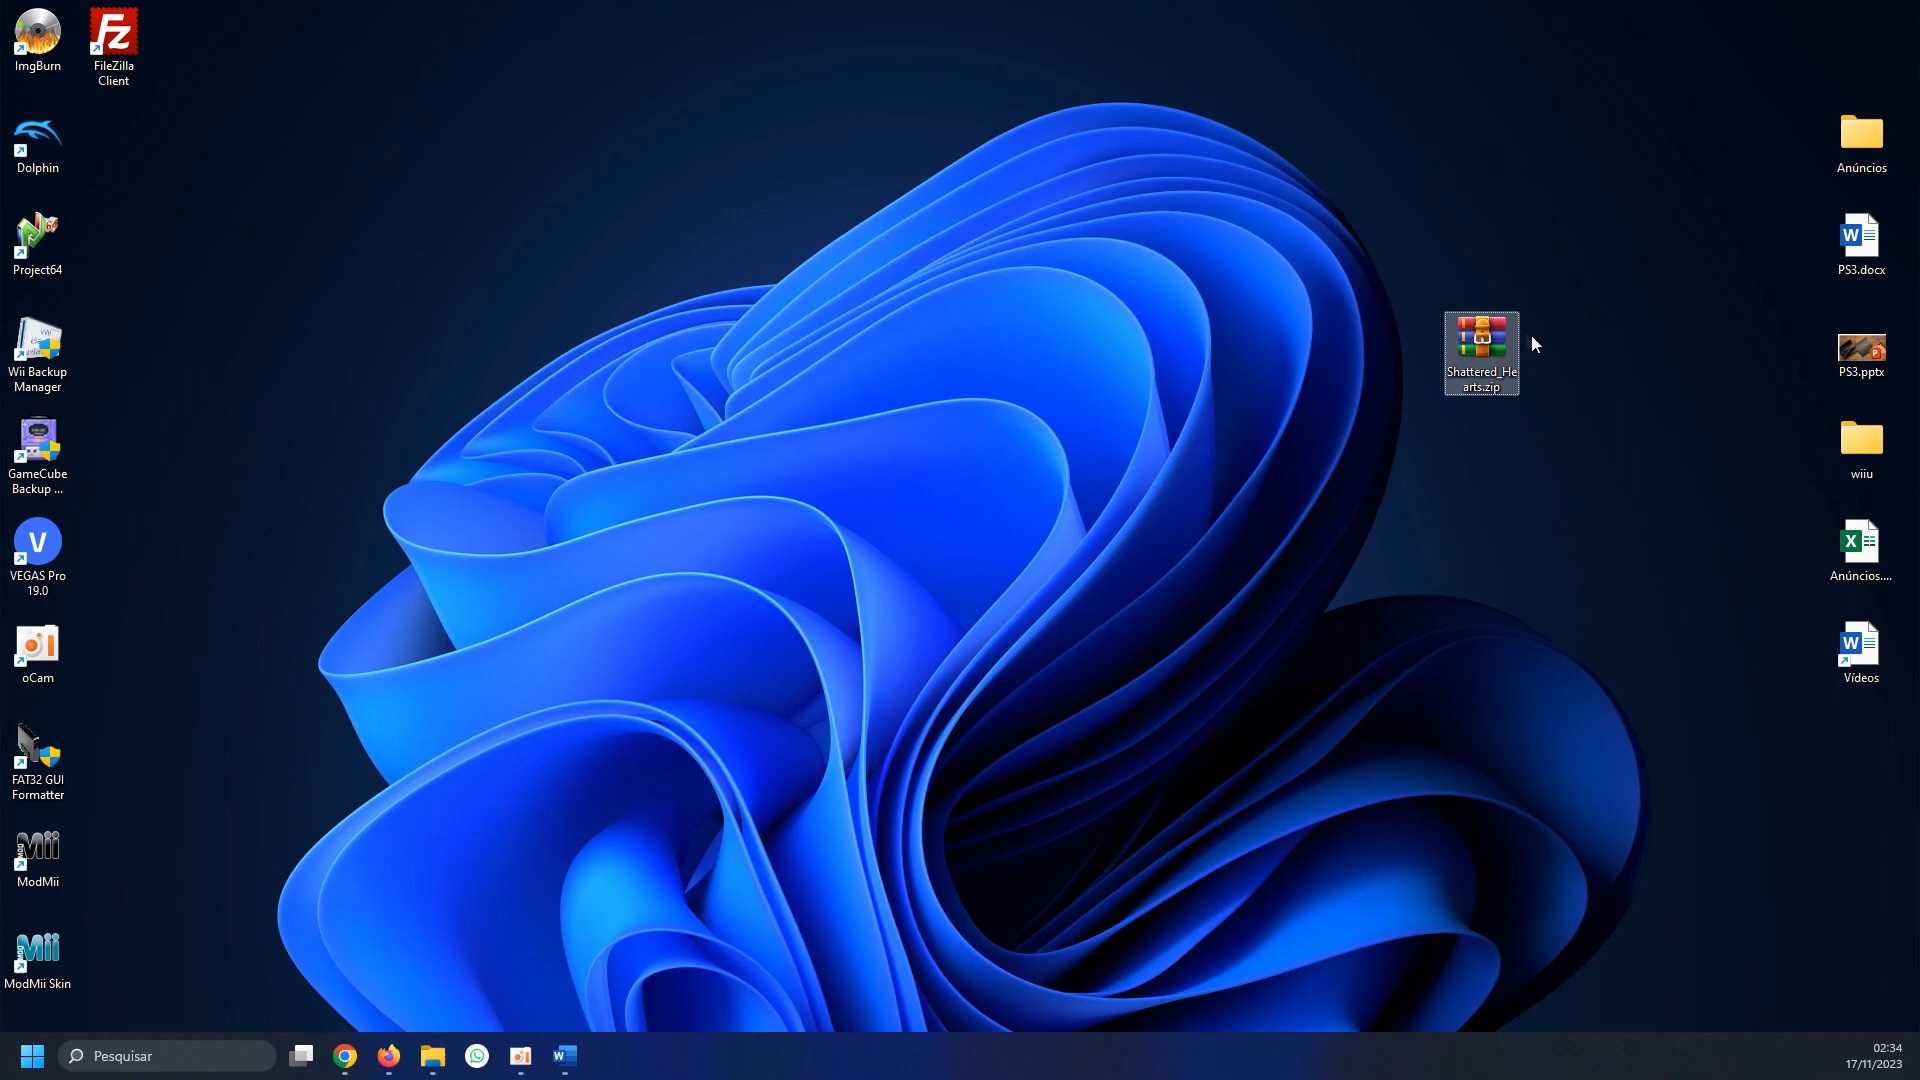 ImgBurn
FileZilla
Client
Dolphin
Project64
Wii Backup
Manager
GameCube
Backup ...
VEGAS Pro
19.0
oCam
FAT32 GUI
Formatter
ModMii
ModMii Skin
Shattered_He
arts.zip
Anúncios
PS3.docx
PS3.pptx
wiiu
Anúncios....
Vídeos
Pesquisar
02:34
17/11/2023